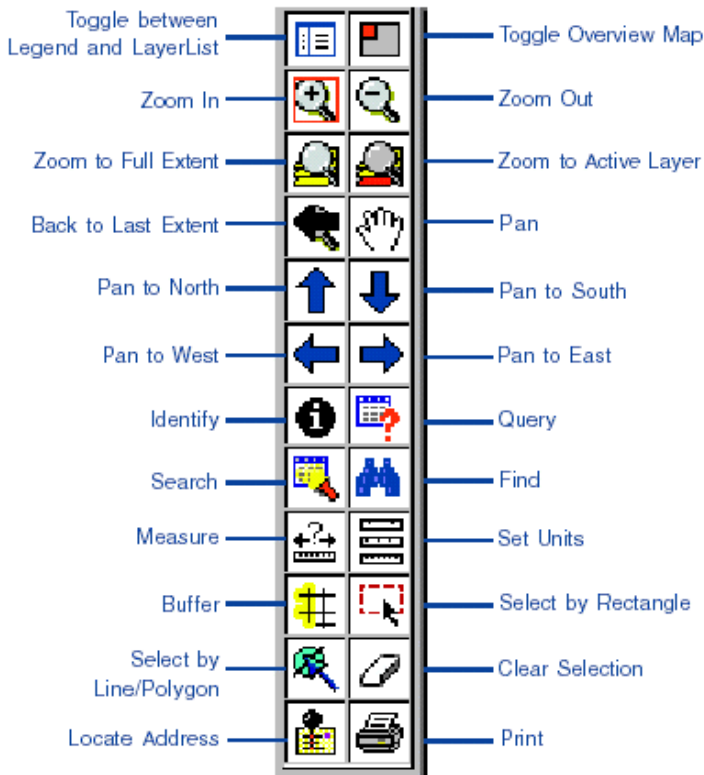 Toggle between
Legend and LayerList
Toggle Overview Map
Zoom In
Zoom Out
Zoom to Full Extent
Zoom to Active Layer
Back to Last Extent
Pan
Pan to North
Pan to South
Pan to West
Pan to East
Identify
Query
Search
Find
Measure
Set Units
Buffer
Select by Rectangle
Select by
Line/Polygon
Clear Selection
Locate Address
Print